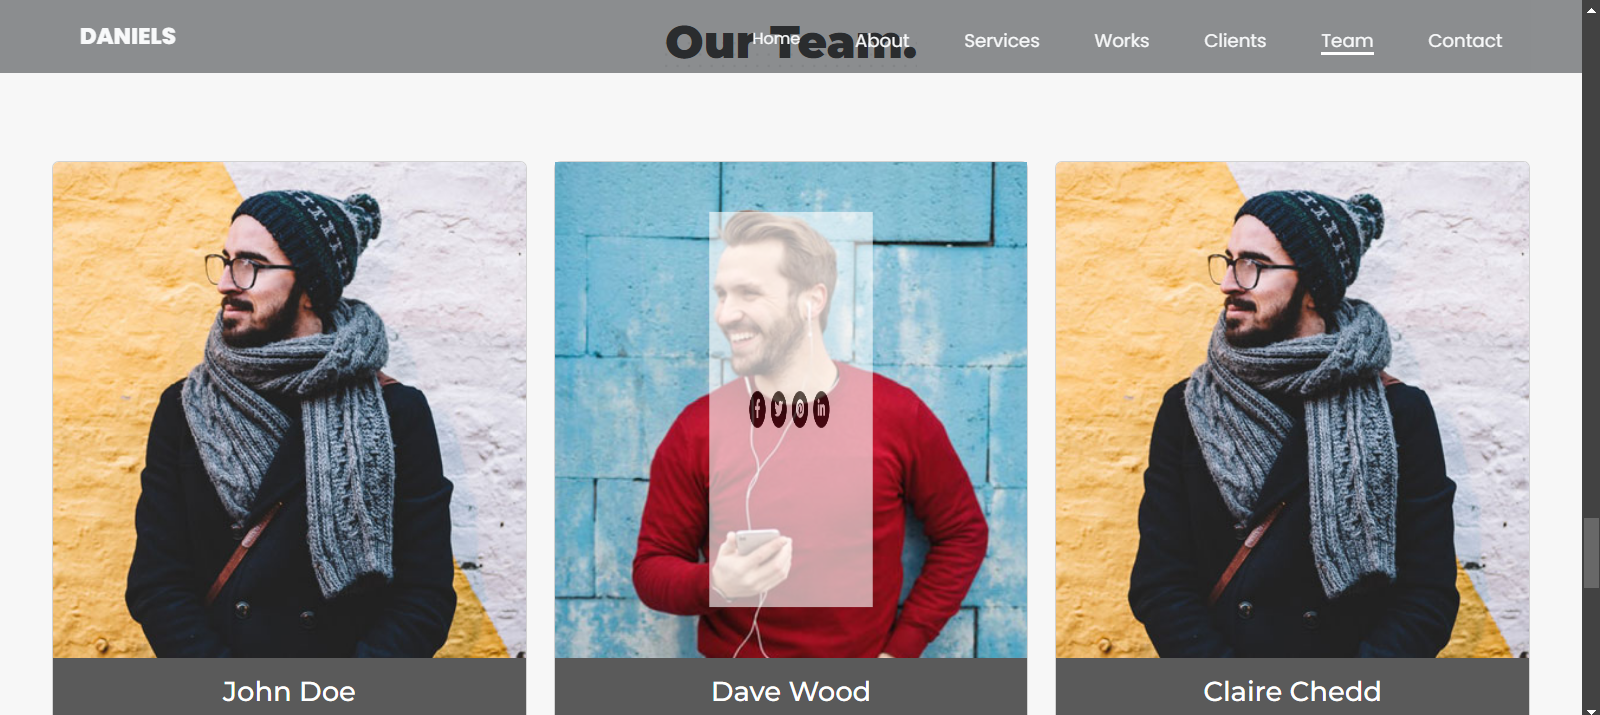 DANIELS
Our Team.
Home About Services Works Clients Team Contact
John Doe
Dave Wood
Claire Chedd